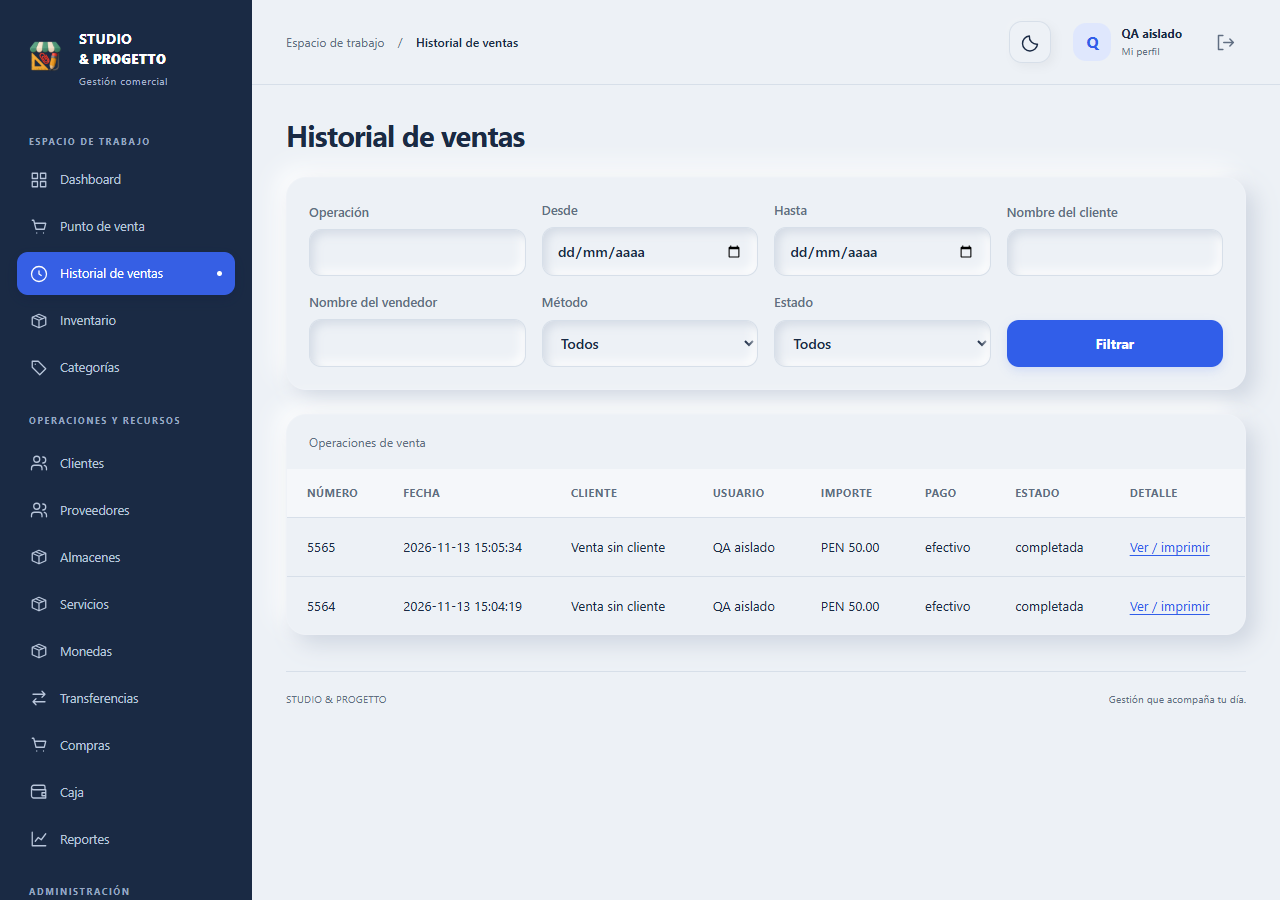 STUDIO
& PROGETTO
Gestión comercial
ESPACIO DE TRABAJO
Dashboard
Punto de venta
Historial de ventas
Inventario
Categorías
OPERACIONES Y RECURSOS
Clientes
Proveedores
Almacenes
Servicios
Monedas
Transferencias
Compras
Caja
Reportes
ADMINISTRACIÓN
Espacio de trabajo / Historial de ventas
Q
QA aislado
Mi perfil
Historial de ventas
Operación Desde Hasta Nombre del cliente
dd/mm/aaaa dd/mm/aaaa
Nombre del vendedor Método Estado
Todos Todos Filtrar
Operaciones de venta
NÚMERO FECHA CLIENTE USUARIO IMPORTE PAGO ESTADO DETALLE
5565 2026-11-13 15:05:34 Venta sin cliente QA aislado PEN 50.00 efectivo completada Ver / imprimir
5564 2026-11-13 15:04:19 Venta sin cliente QA aislado PEN 50.00 efectivo completada Ver / imprimir
STUDIO & PROGETTO Gestión que acompaña tu día.